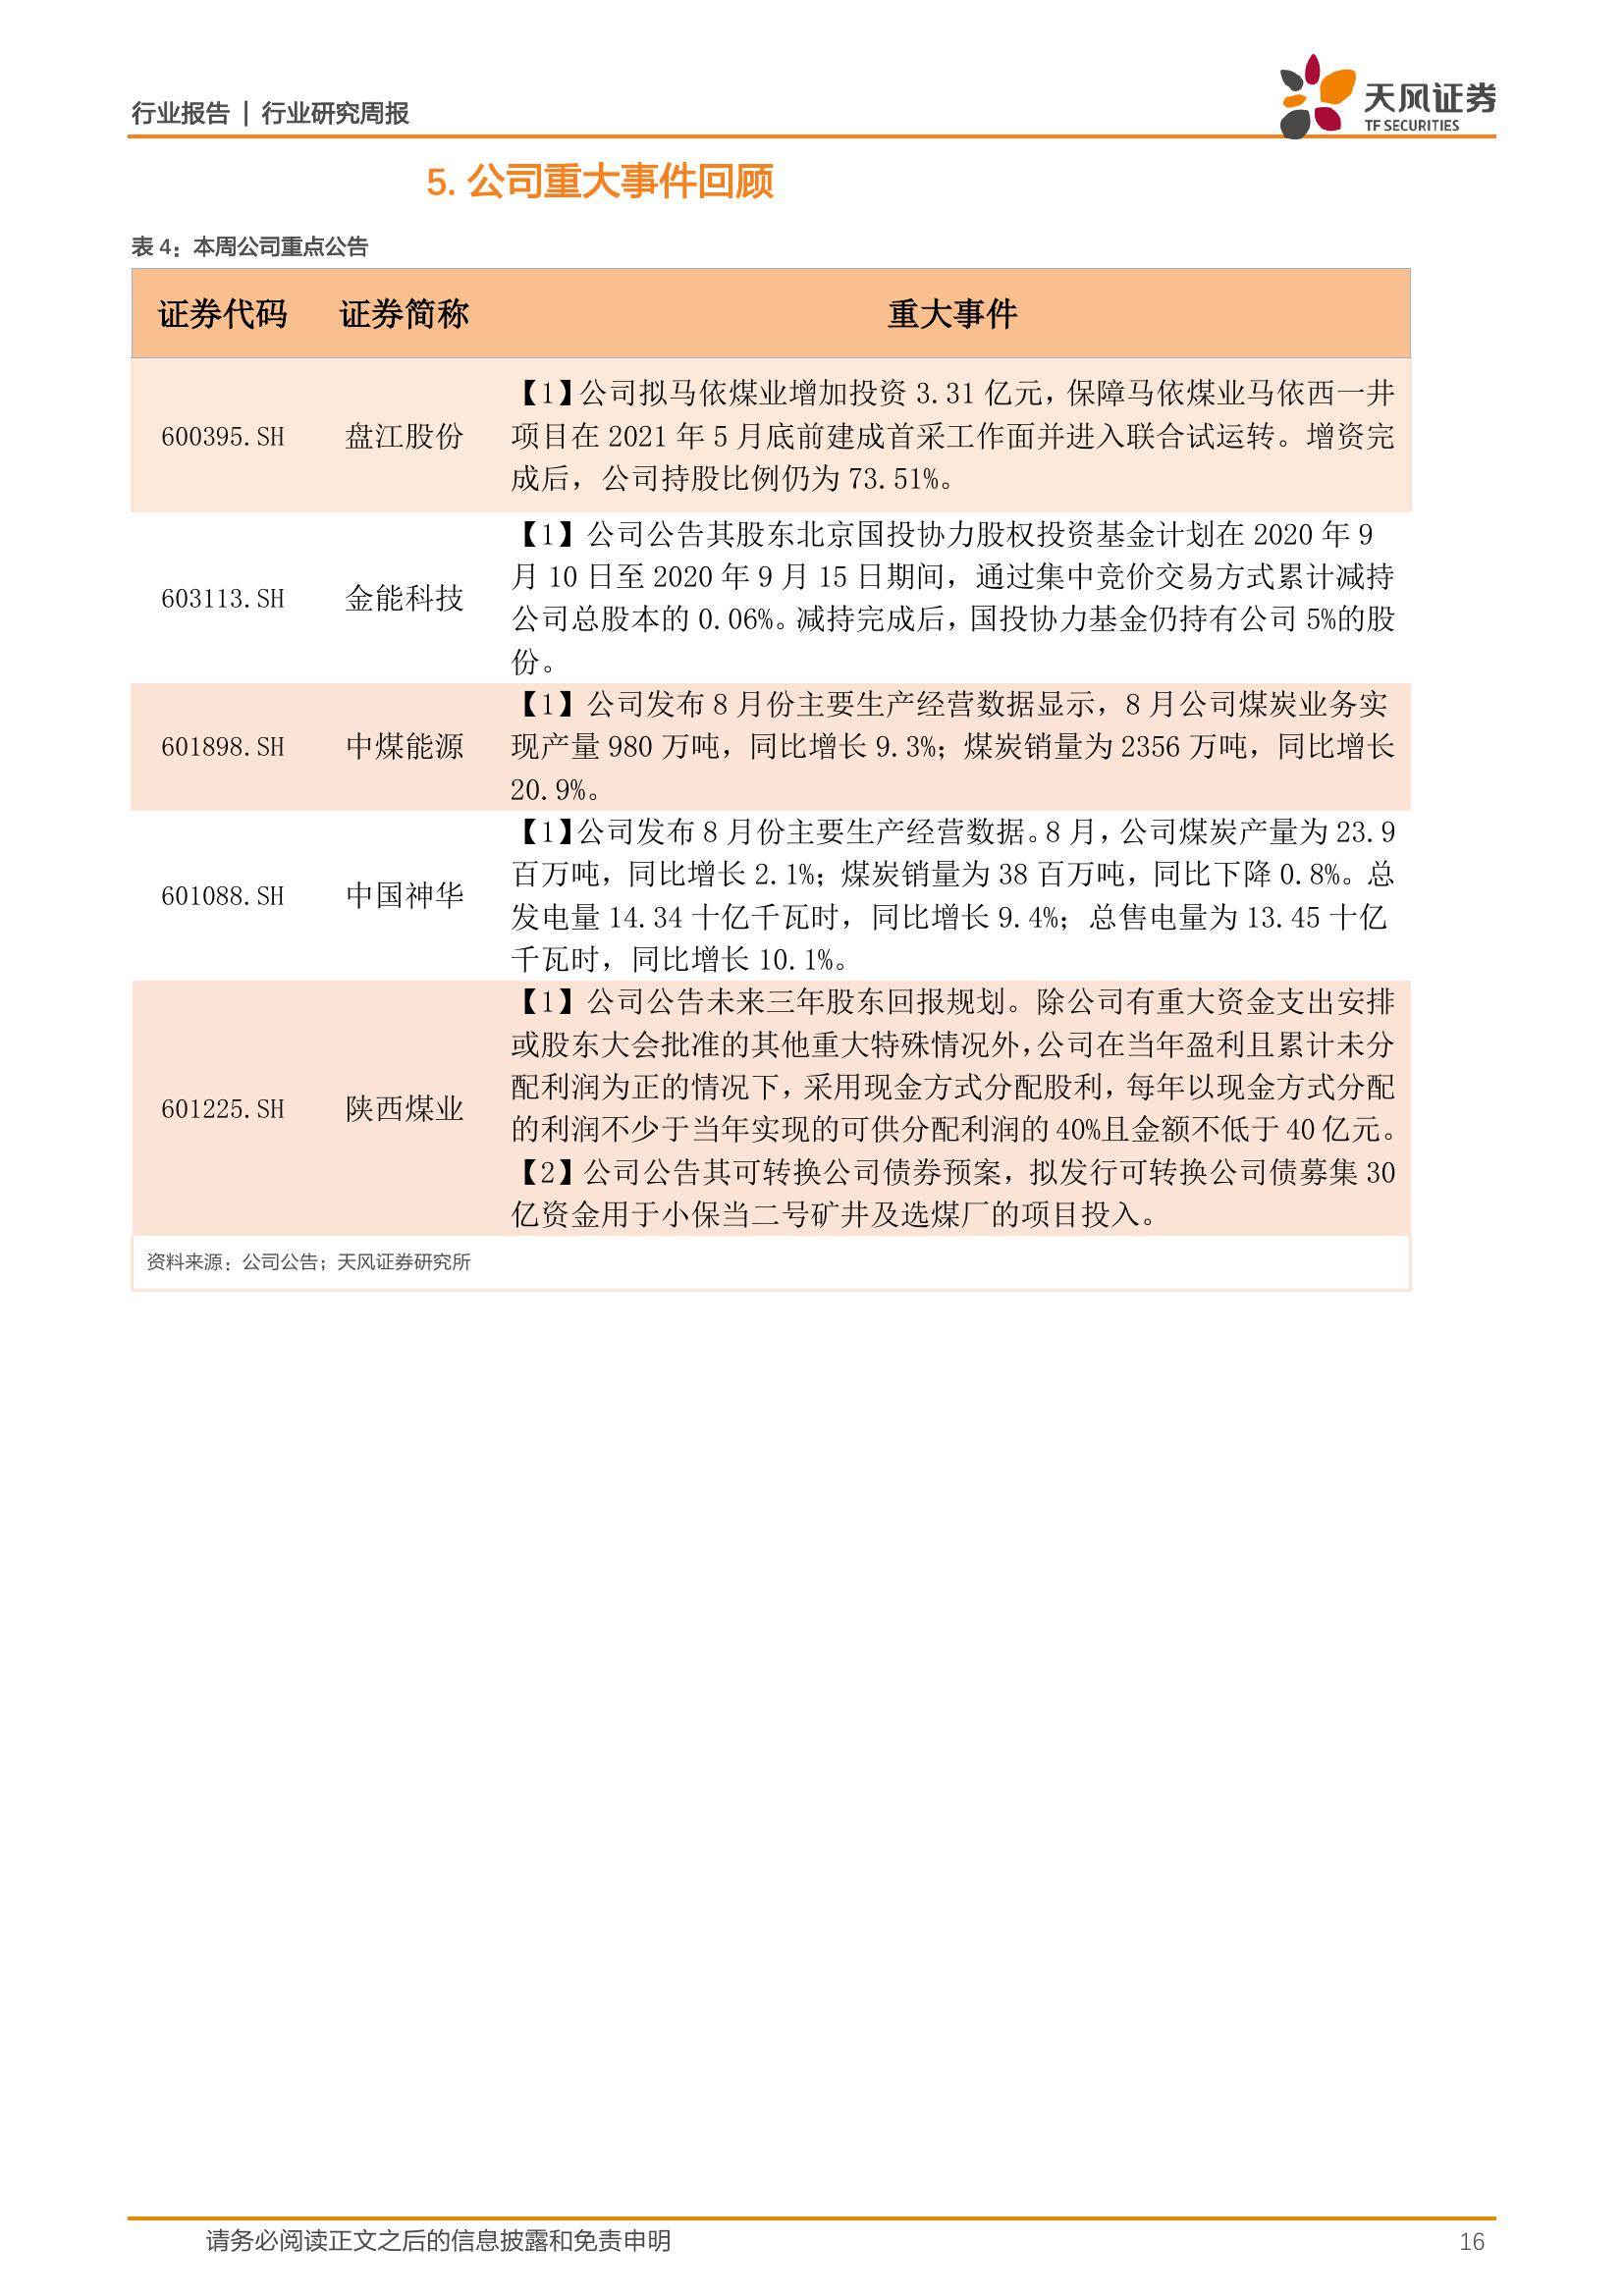 行业报告 | 行业研究周报
天风证券
TF SECURITIES
5. 公司重大事件回顾
表 4：本周公司重点公告
证券代码 证券简称 重大事件
600395.SH 盘江股份
【1】公司拟马依煤业增加投资 3.31 亿元，保障马依煤业马依西一井
项目在 2021 年 5 月底前建成首采工作面并进入联合试运转。增资完
成后，公司持股比例仍为 73.51%。
603113.SH 金能科技
【1】 公司公告其股东北京国投协力股权投资基金计划在 2020 年 9
月 10 日至 2020 年 9 月 15 日期间，通过集中竞价交易方式累计减持
公司总股本的 0.06%。减持完成后，国投协力基金仍持有公司 5%的股
份。
601898.SH 中煤能源
【1】 公司发布 8 月份主要生产经营数据显示，8 月公司煤炭业务实
现产量 980 万吨，同比增长 9.3%；煤炭销量为 2356 万吨，同比增长
20.9%。
601088.SH 中国神华
【1】公司发布 8 月份主要生产经营数据。8 月，公司煤炭产量为 23.9
百万吨，同比增长 2.1%；煤炭销量为 38 百万吨，同比下降 0.8%。总
发电量 14.34 十亿千瓦时，同比增长 9.4%；总售电量为 13.45 十亿
千瓦时，同比增长 10.1%。
601225.SH 陕西煤业
【1】 公司公告未来三年股东回报规划。除公司有重大资金支出安排
或股东大会批准的其他重大特殊情况外，公司在当年盈利且累计未分
配利润为正的情况下，采用现金方式分配股利，每年以现金方式分配
的利润不少于当年实现的可供分配利润的 40%且金额不低于 40 亿元。
【2】公司公告其可转换公司债券预案，拟发行可转换公司债募集 30
亿资金用于小保当二号矿井及选煤厂的项目投入。
资料来源：公司公告；天风证券研究所
请务必阅读正文之后的信息披露和免责申明 16